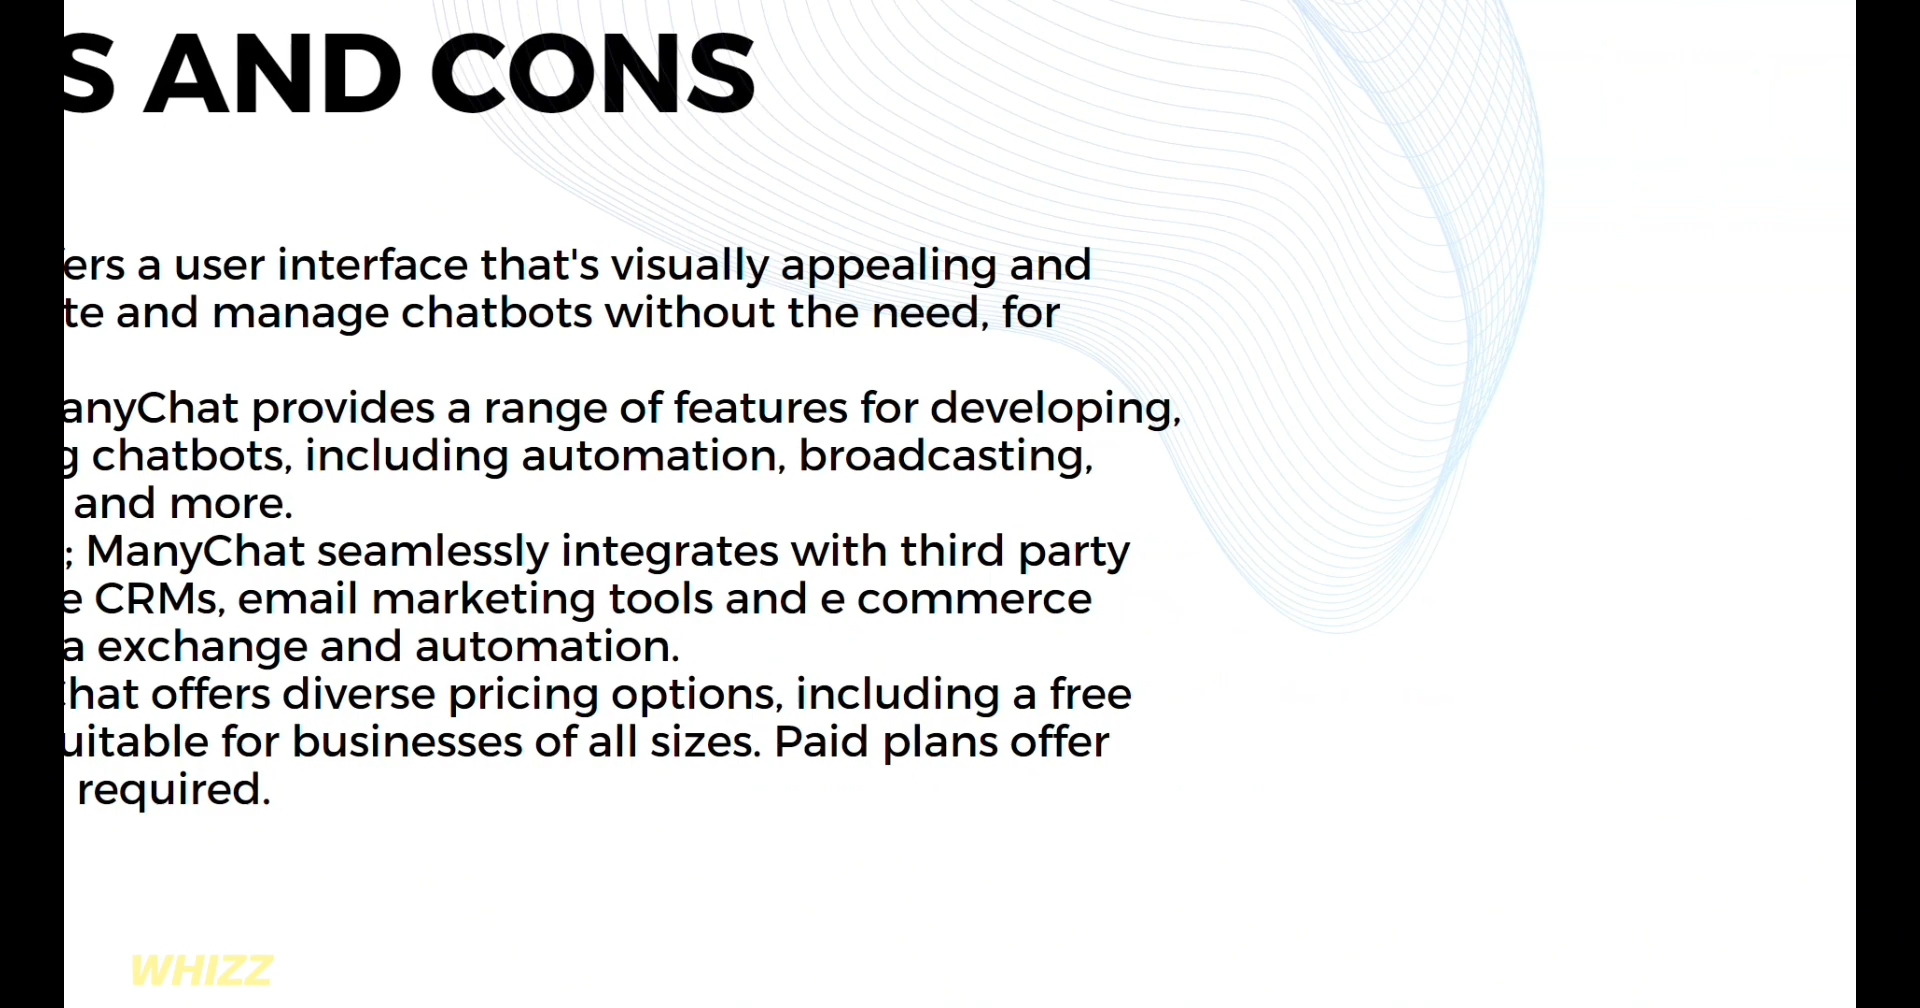 S AND CONS
ers a user interface that's visually appealing and
te and manage chatbots without the need, for
anyChat provides a range of features for developing,
g chatbots, including automation, broadcasting,
and more.
; ManyChat seamlessly integrates with third party
e CRMs, email marketing tools and e commerce
a exchange and automation.
hat offers diverse pricing options, including a free
uitable for businesses of all sizes. Paid plans offer
required.
WHIZZ